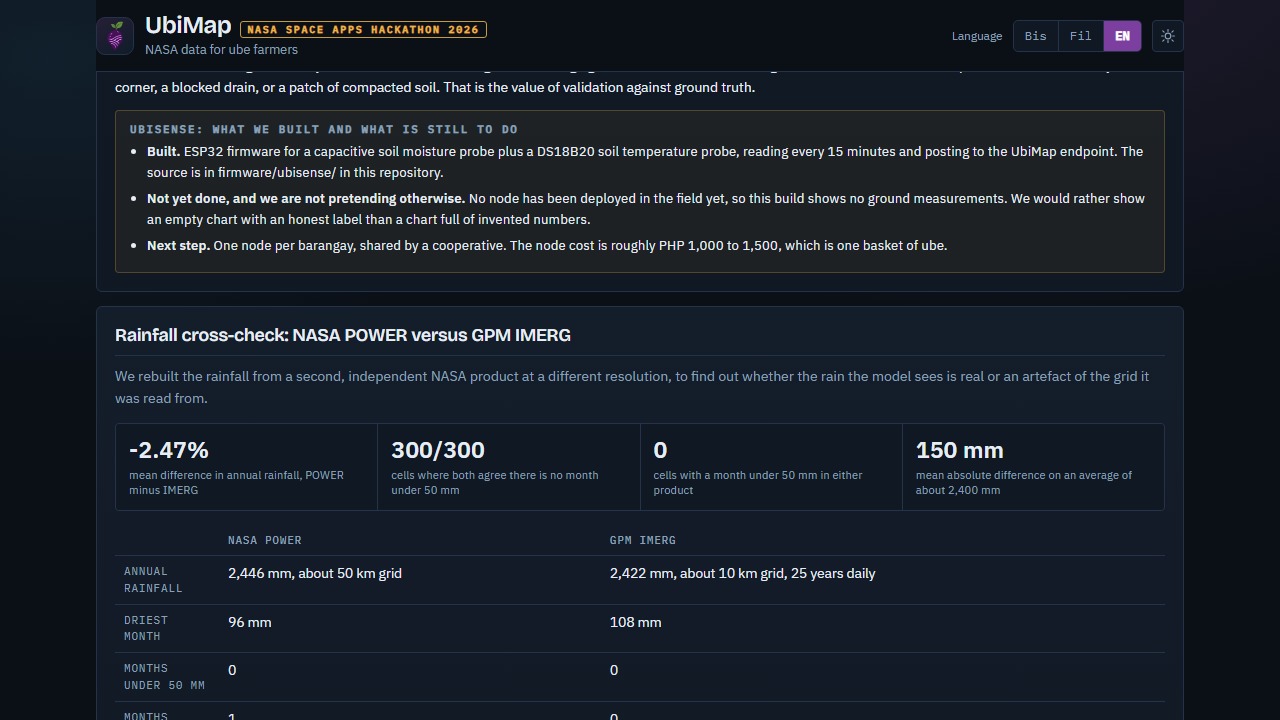 UbiMap NASA SPACE APPS HACKATHON 2026
NASA data for ube farmers
Language Bis Fil EN
corner, a blocked drain, or a patch of compacted soil. That is the value of validation against ground truth.
UBISENSE: WHAT WE BUILT AND WHAT IS STILL TO DO
• Built. ESP32 firmware for a capacitive soil moisture probe plus a DS18B20 soil temperature probe, reading every 15 minutes and posting to the UbiMap endpoint. The
source is in firmware/ubisense/ in this repository.
• Not yet done, and we are not pretending otherwise. No node has been deployed in the field yet, so this build shows no ground measurements. We would rather show
an empty chart with an honest label than a chart full of invented numbers.
• Next step. One node per barangay, shared by a cooperative. The node cost is roughly PHP 1,000 to 1,500, which is one basket of ube.
Rainfall cross-check: NASA POWER versus GPM IMERG
We rebuilt the rainfall from a second, independent NASA product at a different resolution, to find out whether the rain the model sees is real or an artefact of the grid it
was read from.
-2.47%
mean difference in annual rainfall, POWER
minus IMERG
300/300
cells where both agree there is no month
under 50 mm
0
cells with a month under 50 mm in either
product
150 mm
mean absolute difference on an average of
about 2,400 mm
NASA POWER GPM IMERG
ANNUAL
RAINFALL
2,446 mm, about 50 km grid 2,422 mm, about 10 km grid, 25 years daily
DRIEST
MONTH
96 mm 108 mm
MONTHS
UNDER 50 MM
0 0
MONTHS
1 0